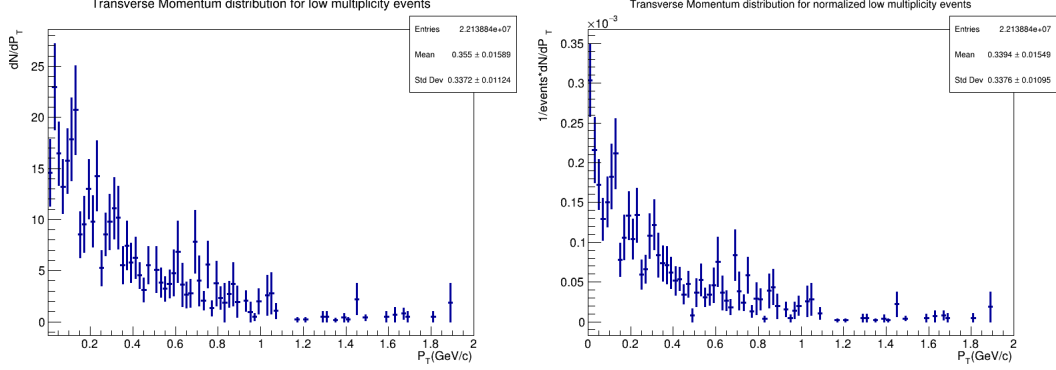 Transverse Momentum distribution for low multiplicity events
dN/dP_T
Entries 2.213884e+07
Mean 0.355 ± 0.01589
Std Dev 0.3372 ± 0.01124
25
20
15
10
5
0
0.2 0.4 0.6 0.8 1 1.2 1.4 1.6 1.8 2
P_T(GeV/c)
Transverse Momentum distribution for normalized low multiplicity events
×10⁻³
1/events*dN/dP_T
Entries 2.213884e+07
Mean 0.3394 ± 0.01549
Std Dev 0.3376 ± 0.01095
0.35
0.3
0.25
0.2
0.15
0.1
0.05
0
0 0.2 0.4 0.6 0.8 1 1.2 1.4 1.6 1.8 2
P_T(GeV/c)